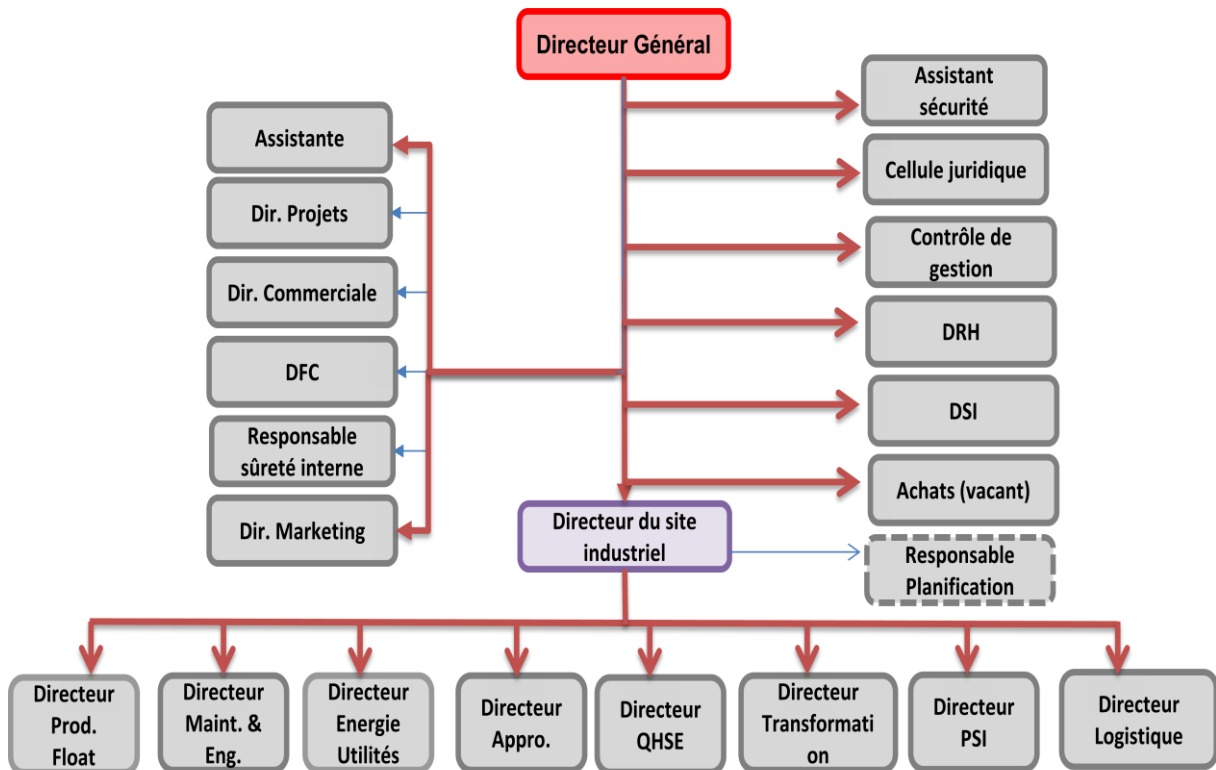 Directeur Général
Assistante
Dir. Projets
Dir. Commerciale
DFC
Responsable
sûreté interne
Dir. Marketing
Assistant
sécurité
Cellule juridique
Contrôle de
gestion
DRH
DSI
Achats (vacant)
Directeur du site
industriel
Responsable
Planification
Directeur
Prod.
Float
Directeur
Maint. &
Eng.
Directeur
Energie
Utilités
Directeur
Appro.
Directeur
QHSE
Directeur
Transformati
on
Directeur
PSI
Directeur
Logistique